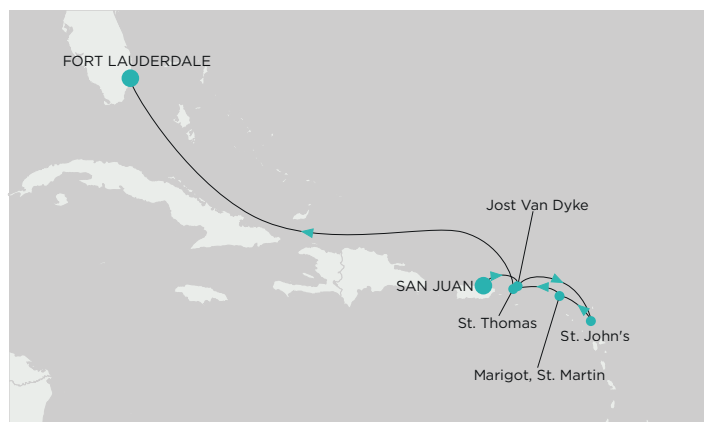 FORT LAUDERDALE
Jost Van Dyke
SAN JUAN
St. Thomas
St. John's
Marigot, St. Martin